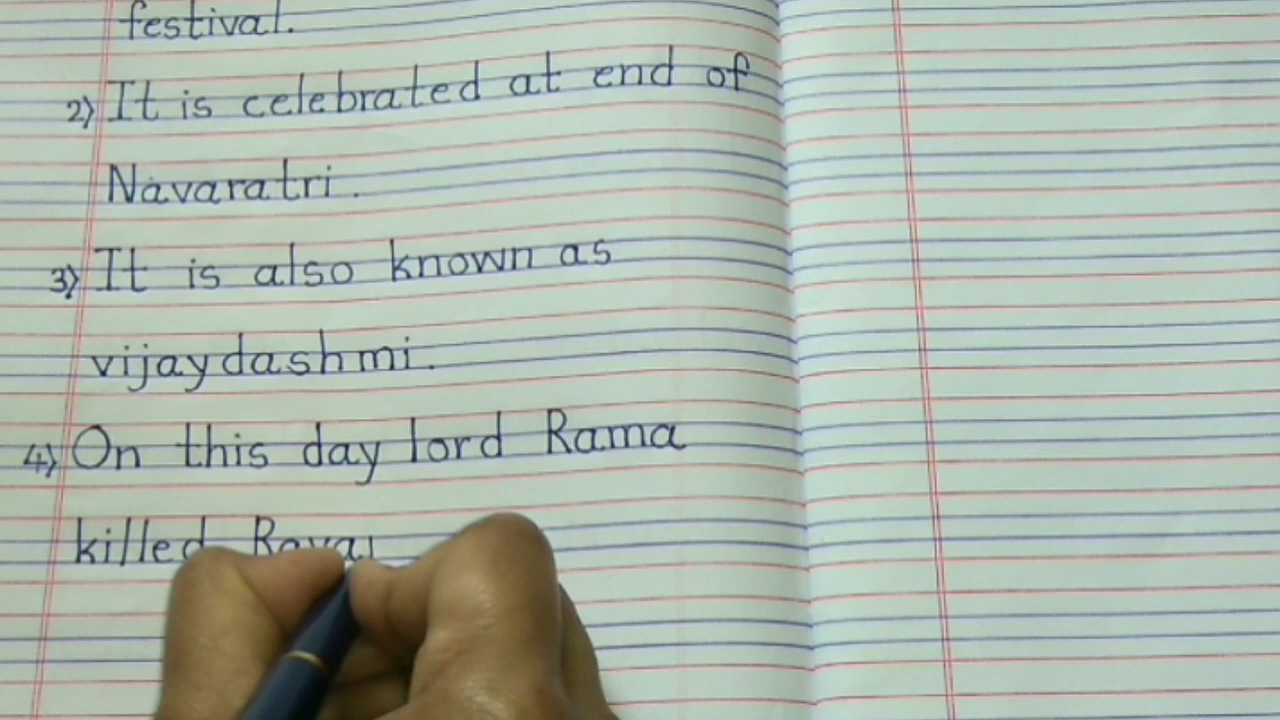 festival.
2) It is celebrated at end of
Navaratri.
3) It is also known as
vijaydashmi.
4) On this day lord Rama
killed